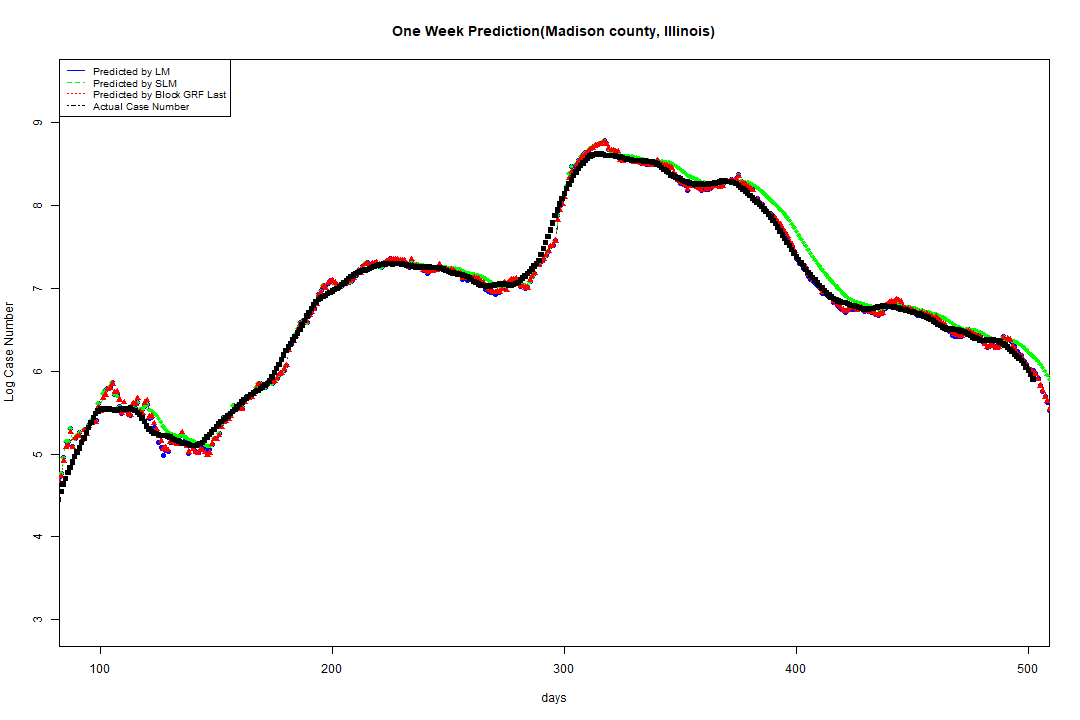 One Week Prediction(Madison county, Illinois)
Predicted by LM
Predicted by SLM
Predicted by Block GRF Last
Actual Case Number
9
8
7
6
5
4
3
Log Case Number
100 200 300 400 500
days